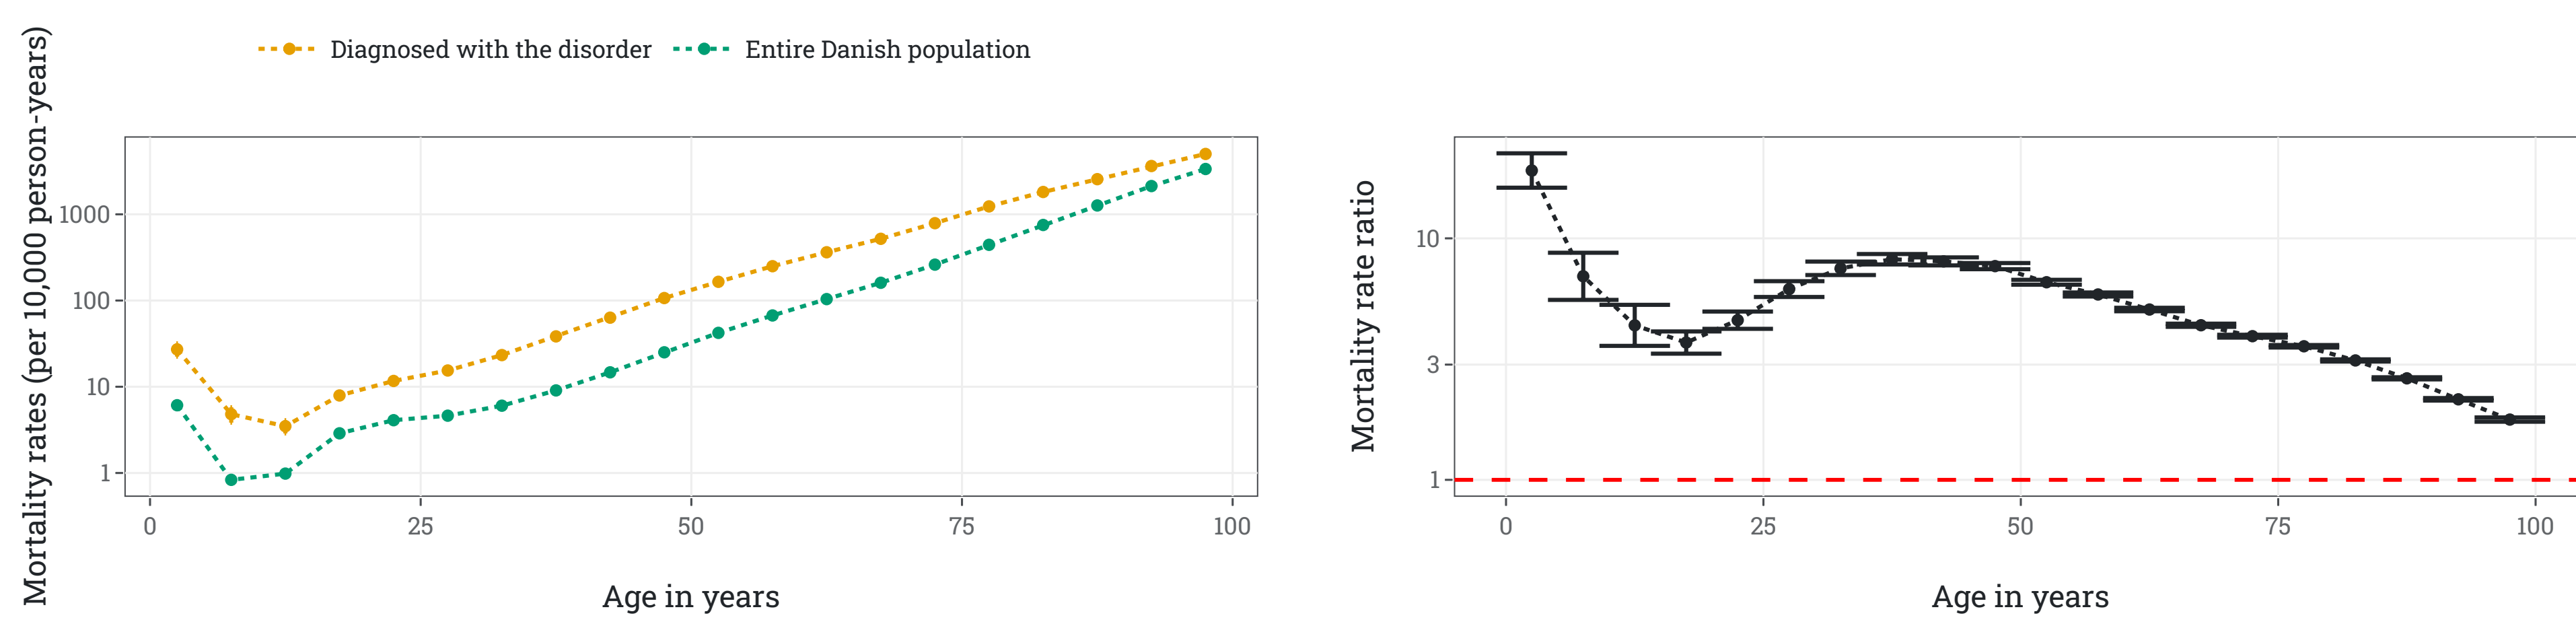 Diagnosed with the disorder
Entire Danish population
Mortality rates (per 10,000 person-years)
1000
100
10
1
0 25 50 75 100
Age in years
Mortality rate ratio
10
3
1
0 25 50 75 100
Age in years